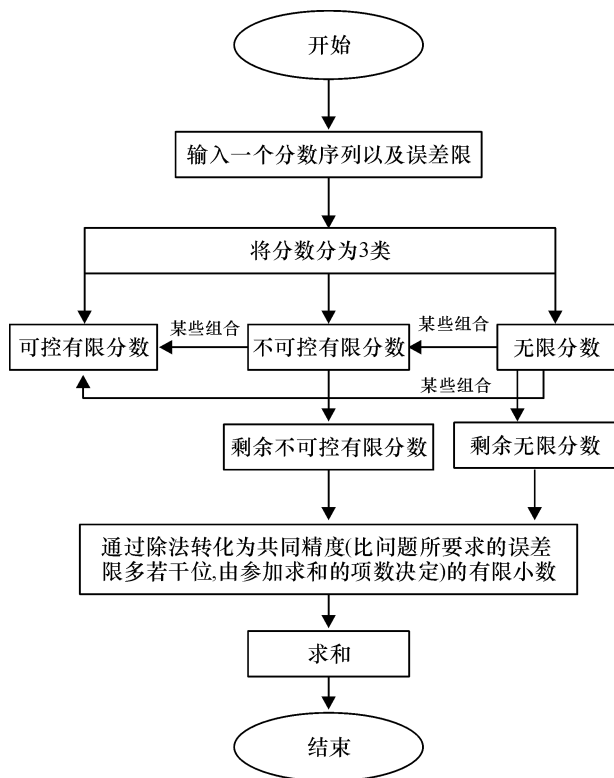 开始
输入一个分数序列以及误差限
将分数分为3类
某些组合
某些组合
可控有限分数
不可控有限分数
无限分数
某些组合
剩余不可控有限分数
剩余无限分数
通过除法转化为共同精度(比问题所要求的误差
限多若干位,由参加求和的项数决定)的有限小数
求和
结束